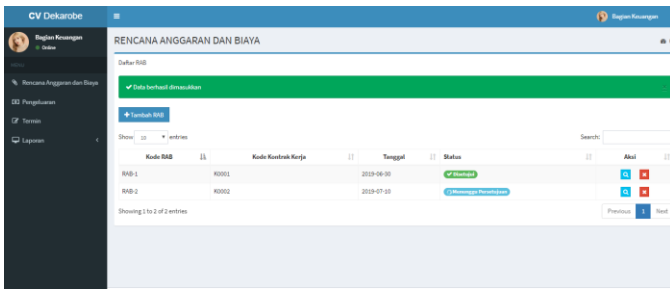 CV Dekarobe
Bagian Keuangan
Bagian Keuangan
Online
MENU
Rencana Anggaran dan Biaya
Pengeluaran
Termin
Laporan
RENCANA ANGGARAN DAN BIAYA
Daftar RAB
Data berhasil dimasukkan
Tambah RAB
Show 10 entries
Search:
Kode RAB Kode Kontrak Kerja Tanggal Status Aksi
RAB-1 K0001 2019-06-30 Disetujui
RAB-2 K0002 2019-07-10 Menunggu Persetujuan
Showing 1 to 2 of 2 entries
Previous 1 Next